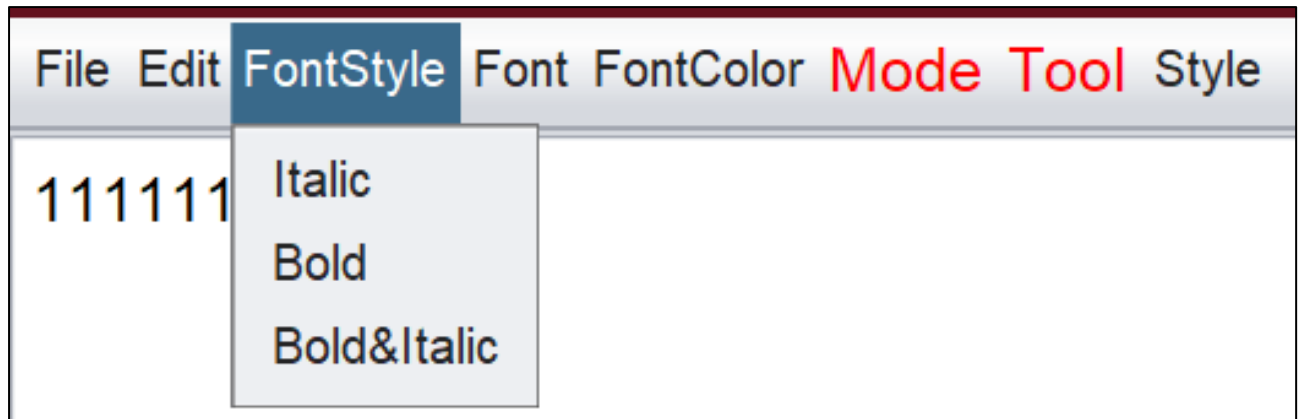 File Edit FontStyle Font FontColor Mode Tool Style
111111
Italic
Bold
Bold&Italic